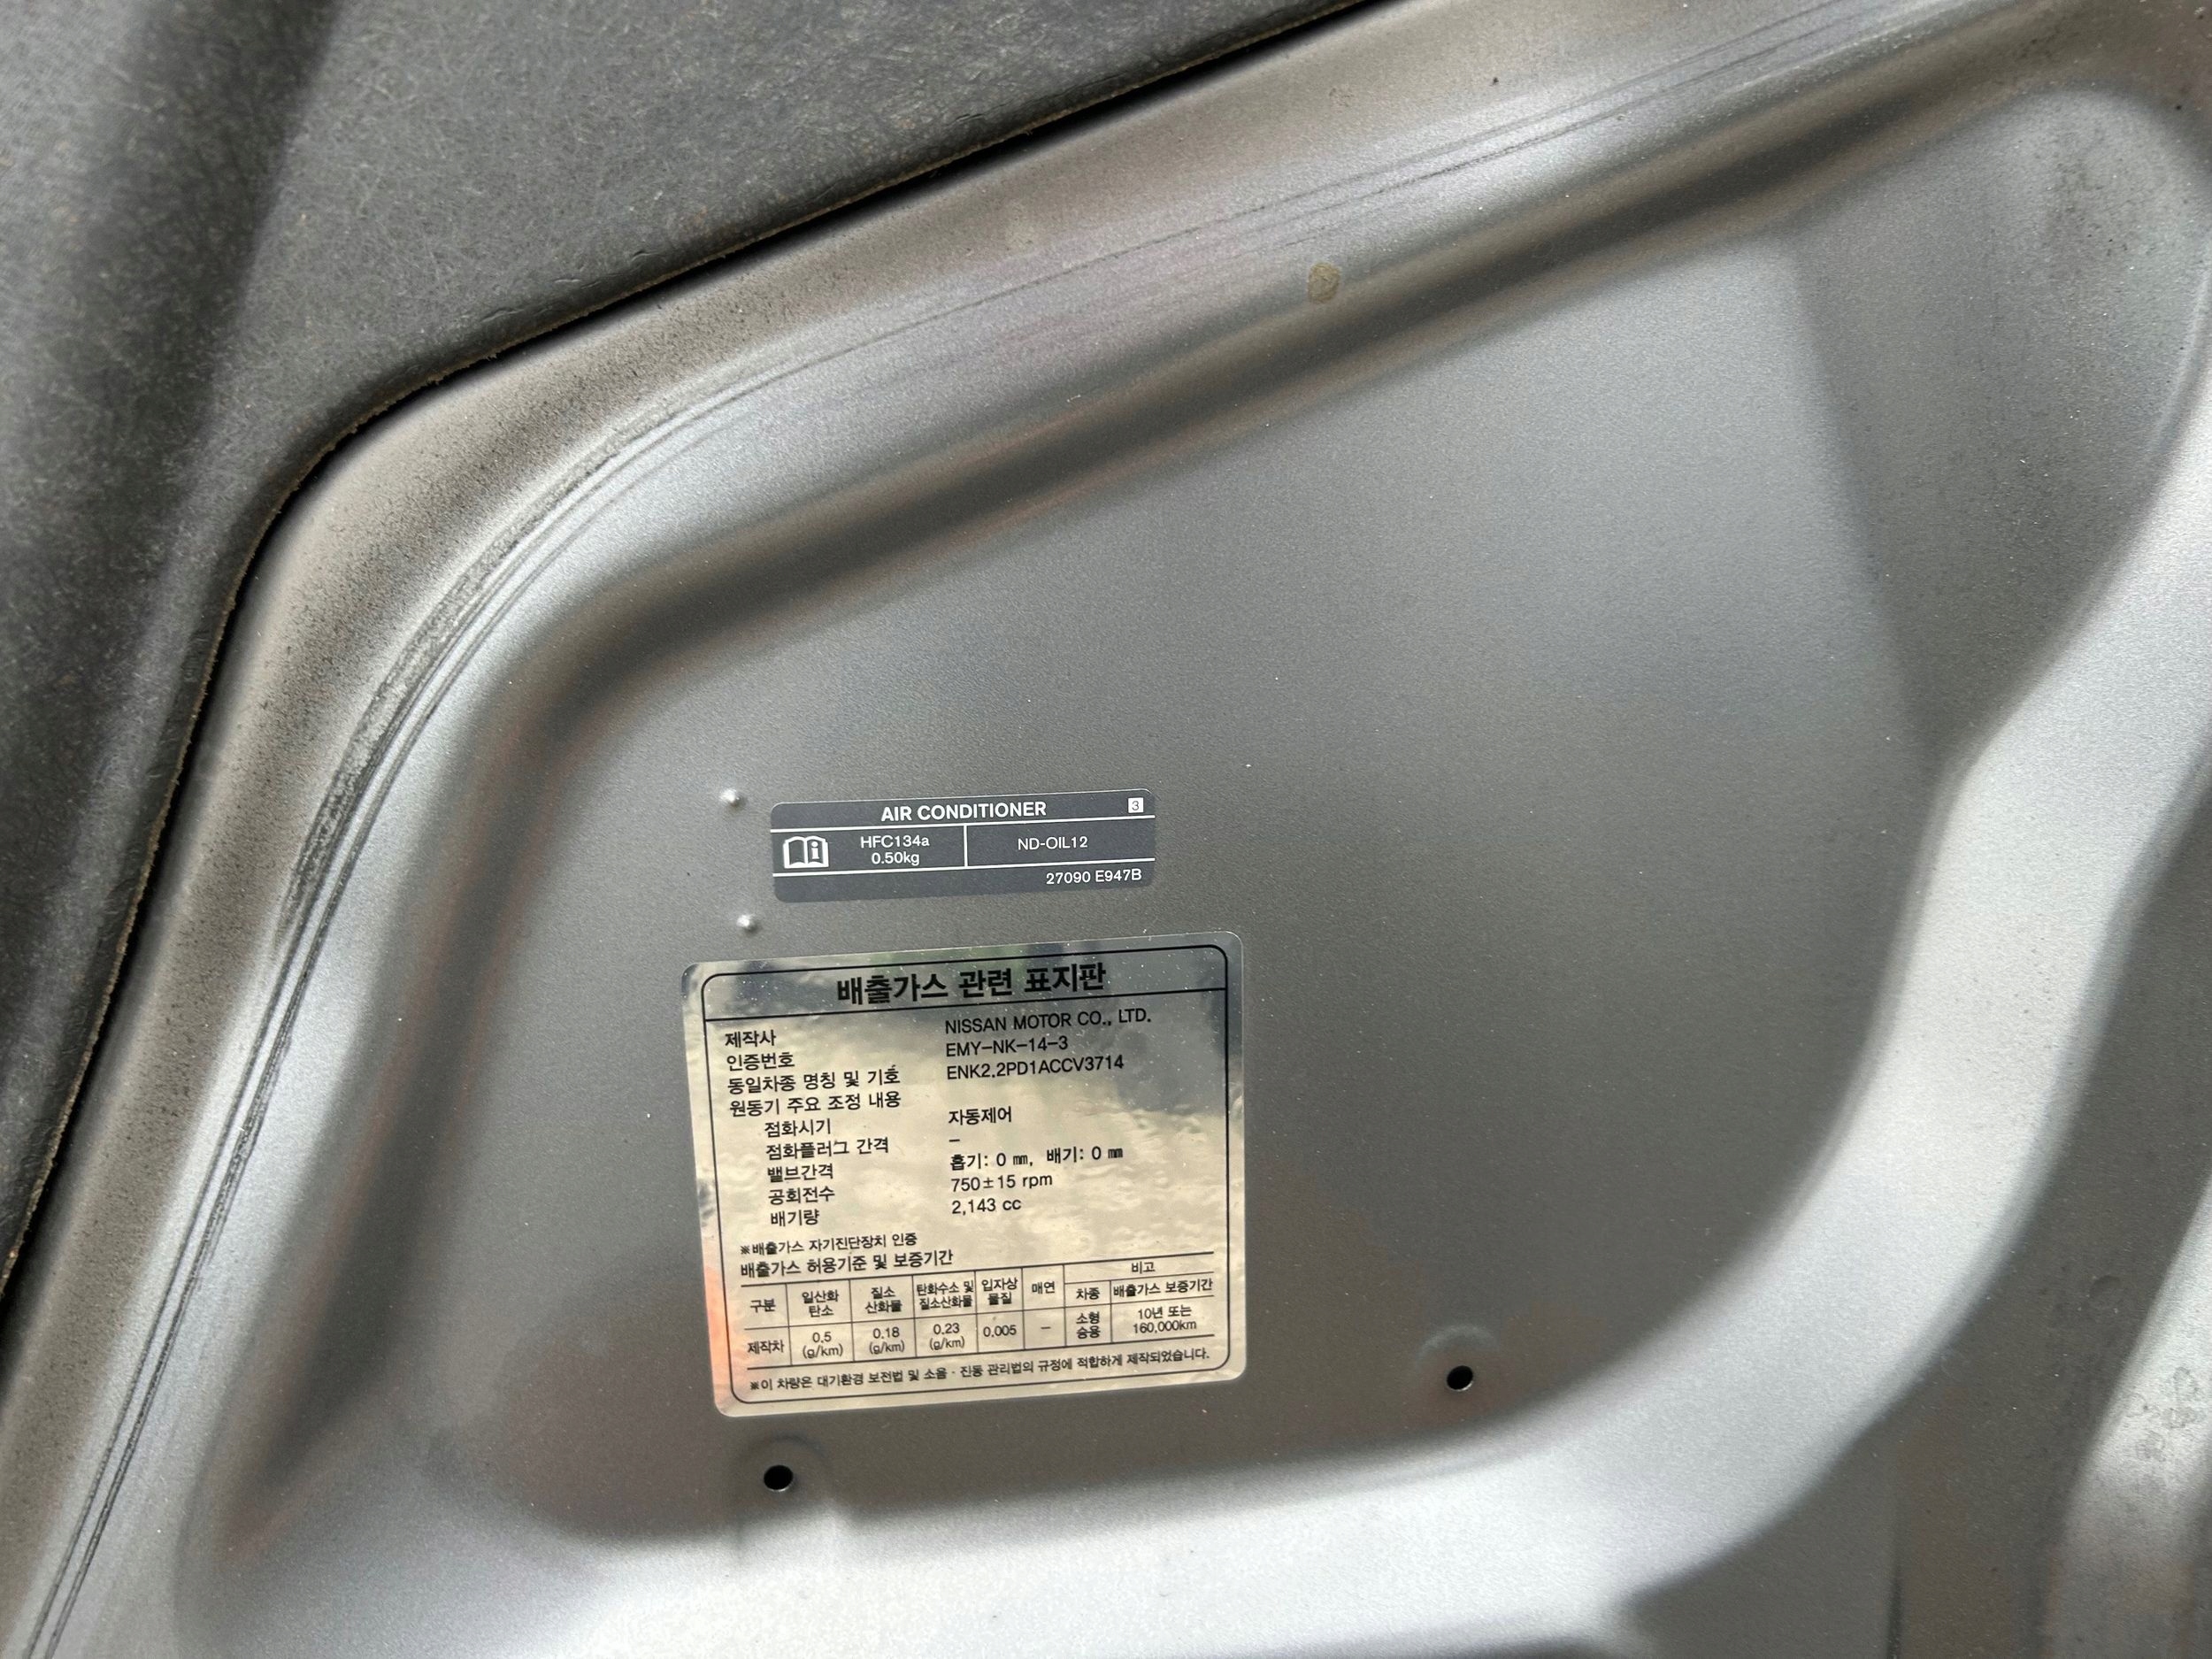 AIR CONDITIONER 3
HFC134a
0.50kg
ND-OIL12
27090 E947B
배출가스 관련 표지판
제작사 NISSAN MOTOR CO., LTD.
인증번호 EMY-NK-14-3
동일차종 명칭 및 기호 ENK2.2PD1ACCV3714
원동기 주요 조정 내용
점화시기 자동제어
점화플러그 간격 –
밸브간격 흡기: 0 ㎜, 배기: 0 ㎜
공회전수 750±15 rpm
배기량 2,143 cc
※배출가스 자기진단장치 인증
배출가스 허용기준 및 보증기간
구분 일산화탄소 질소산화물 탄화수소 및 질소산화물 입자상물질 매연 비고
차종 배출가스 보증기간
제작차 0.5 (g/km) 0.18 (g/km) 0.23 (g/km) 0.005 – 소형승용 10년 또는 160,000km
※이 차량은 대기환경 보전법 및 소음·진동 관리법의 규정에 적합하게 제작되었습니다.